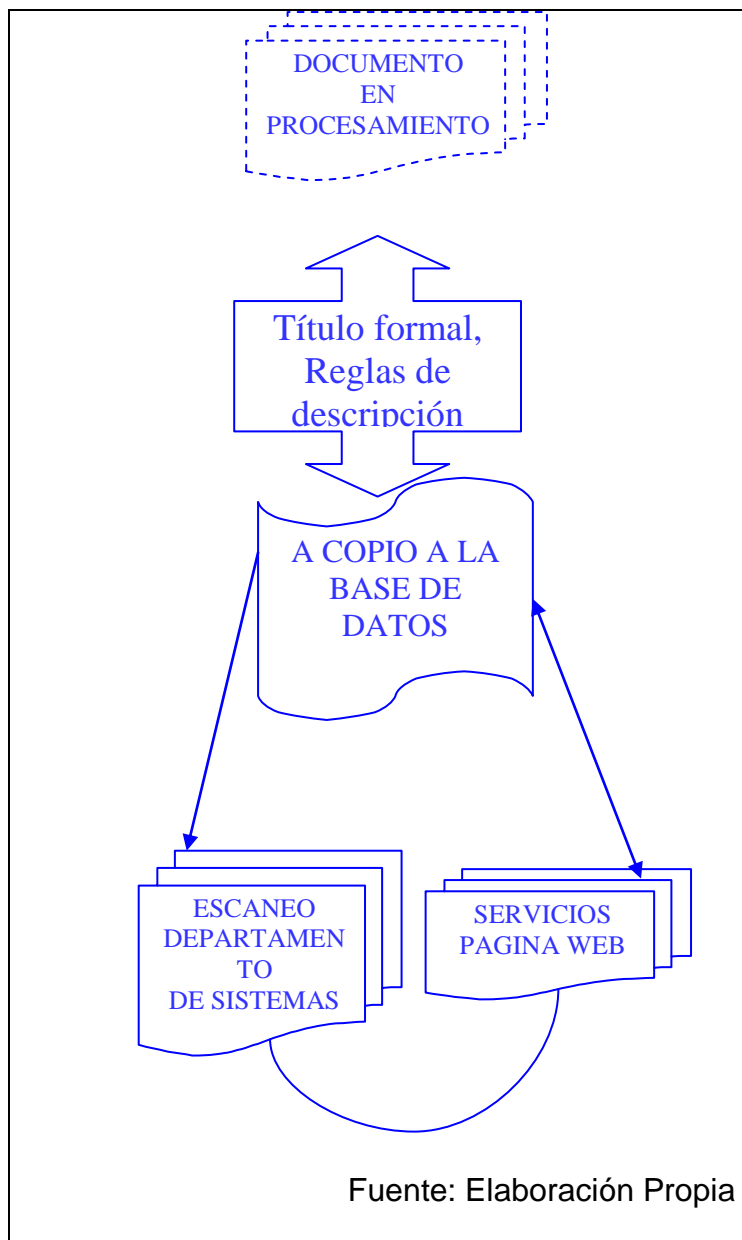 DOCUMENTO
EN
PROCESAMIENTO
Título formal,
Reglas de
descripción
A COPIO A LA
BASE DE
DATOS
ESCANEO
DEPARTAMEN
TO
DE SISTEMAS
SERVICIOS
PAGINA WEB
Fuente: Elaboración Propia